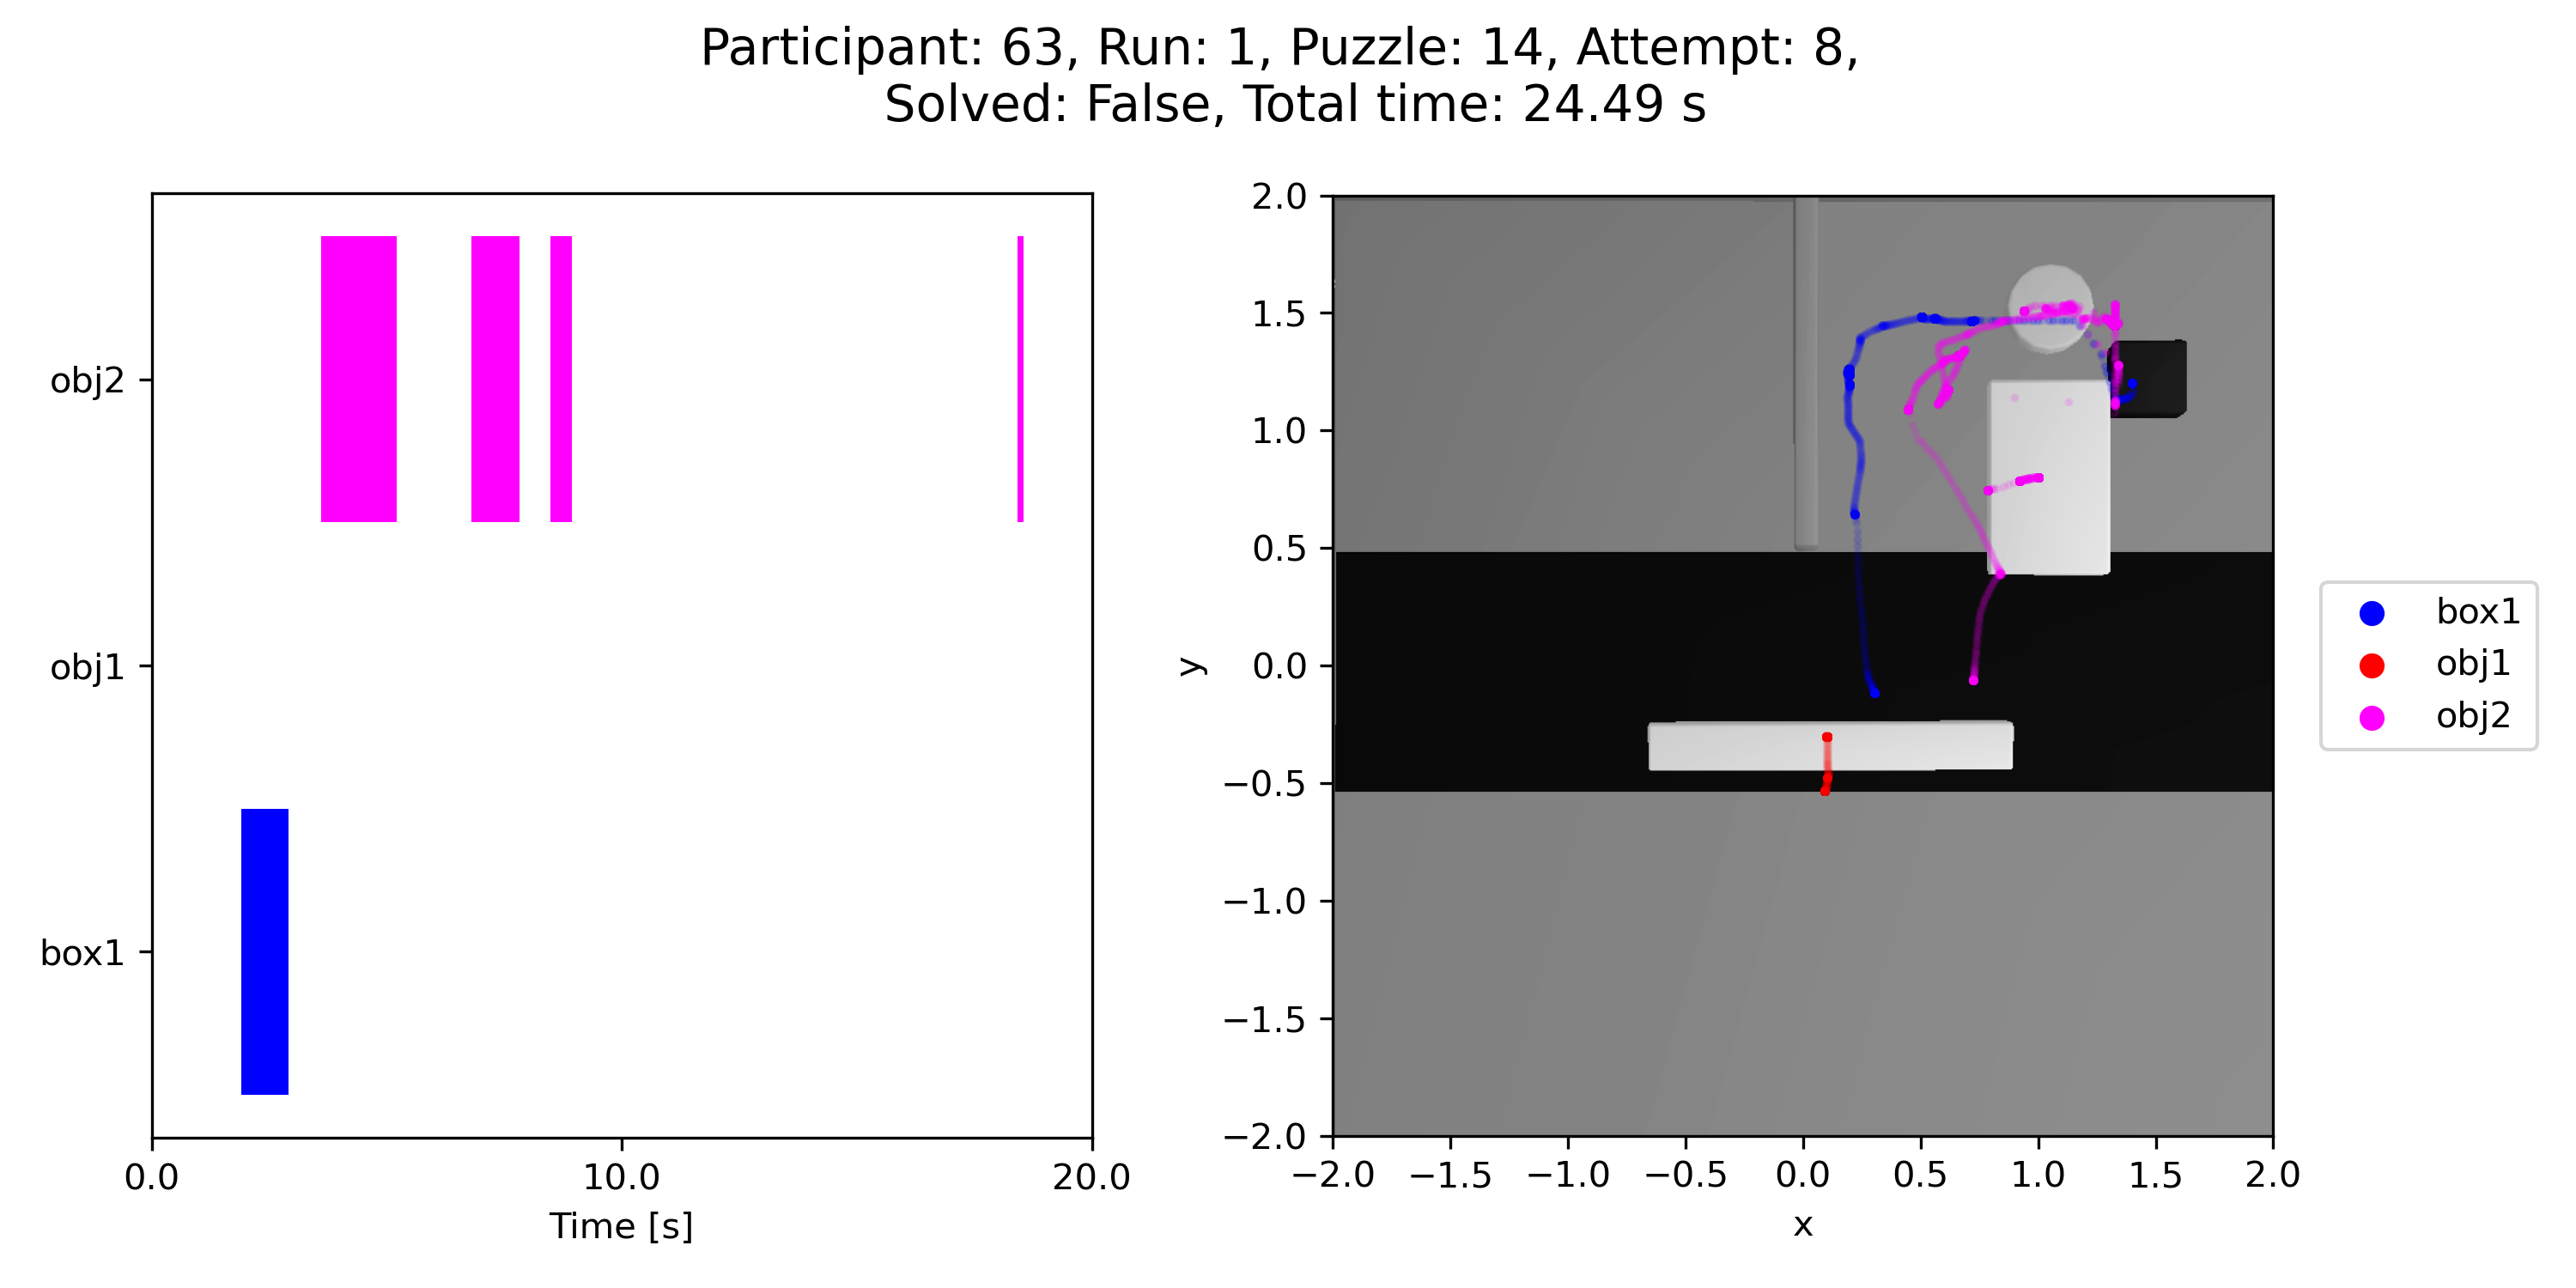 Participant: 63, Run: 1, Puzzle: 14, Attempt: 8,
Solved: False, Total time: 24.49 s
obj2
obj1
box1
0.0 10.0 20.0
Time [s]
2.0
1.5
1.0
0.5
0.0
−0.5
−1.0
−1.5
−2.0
y
−2.0 −1.5 −1.0 −0.5 0.0 0.5 1.0 1.5 2.0
x
box1
obj1
obj2